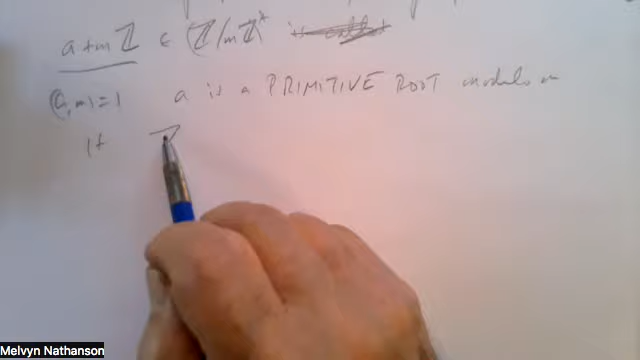 a + mℤ ∈ (ℤ/mℤ)^x
(a, m) = 1 a is a PRIMITIVE ROOT modulo m
if
Melvyn Nathanson